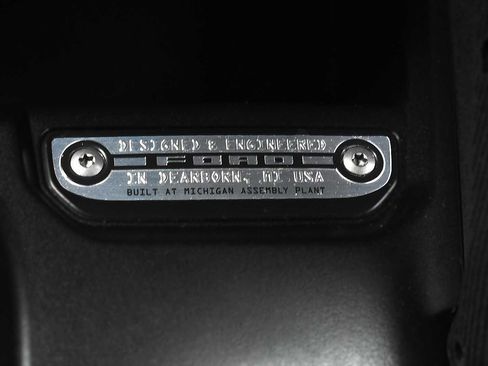 DESIGNED & ENGINEERED
FORD
IN DEARBORN, MI USA
BUILT AT MICHIGAN ASSEMBLY PLANT